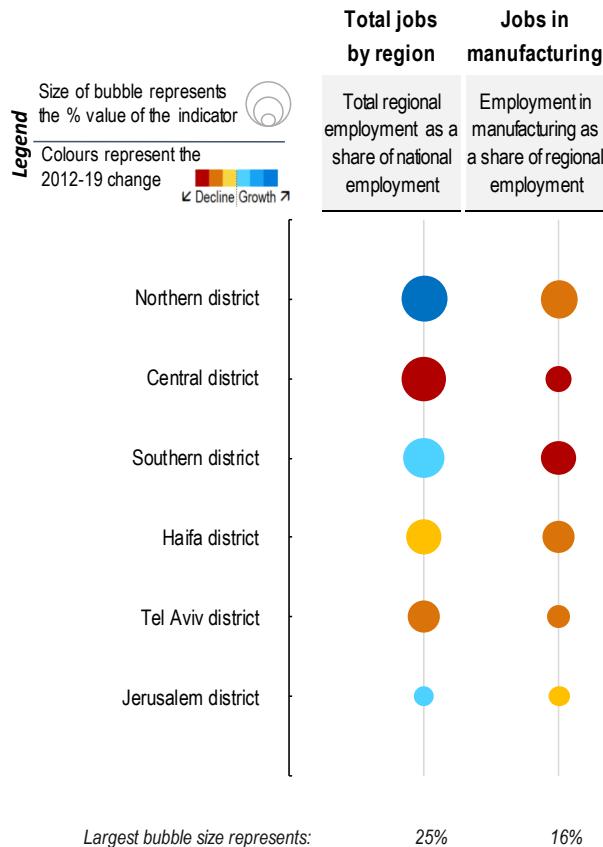 Total jobs
by region
Jobs in
manufacturing
Legend
Size of bubble represents
the % value of the indicator
Colours represent the
2012-19 change
↙ Decline Growth ↗
Total regional
employment as a
share of national
employment
Employment in
manufacturing as
a share of regional
employment
Northern district
Central district
Southern district
Haifa district
Tel Aviv district
Jerusalem district
Largest bubble size represents: 25% 16%